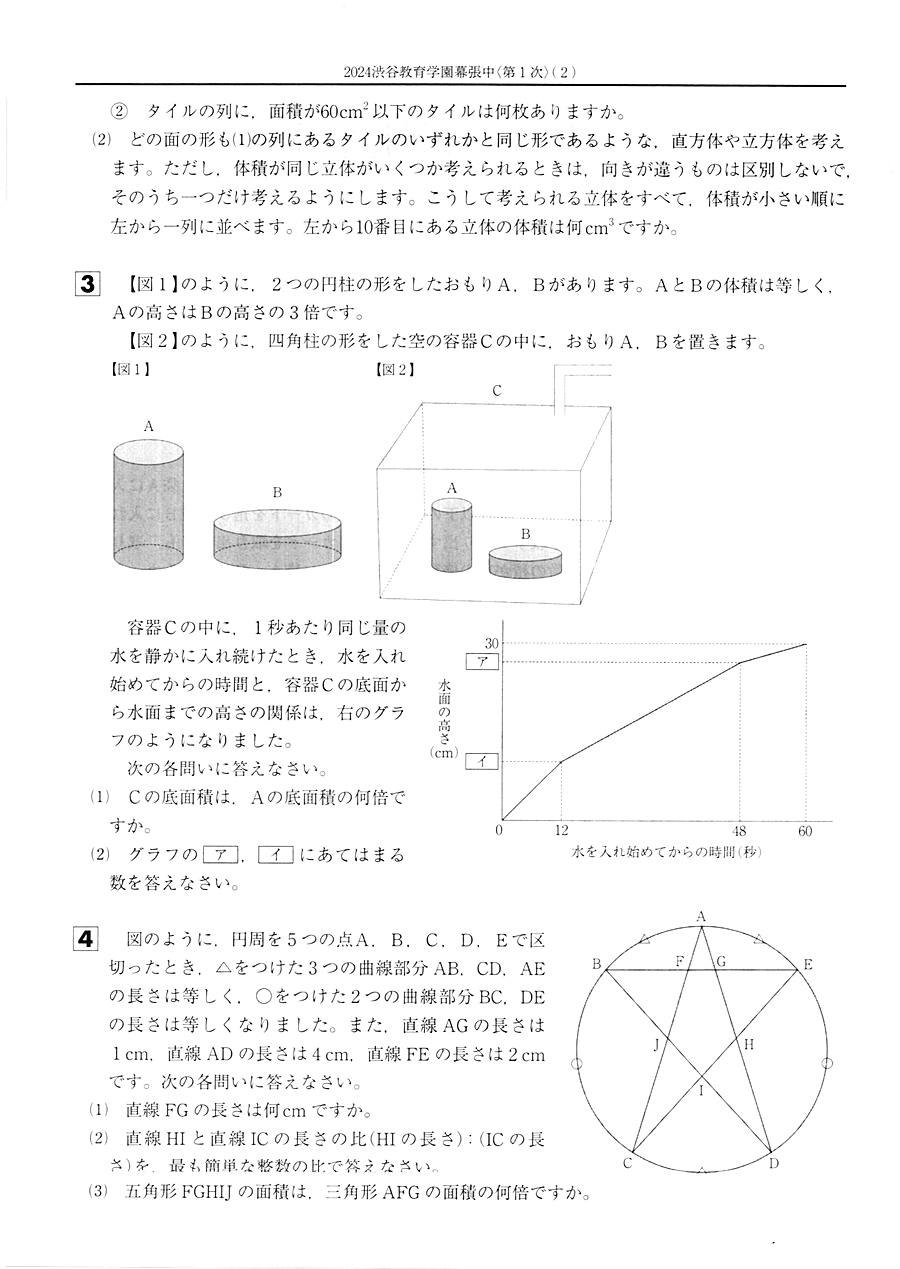 2024渋谷教育学園幕張中〈第1次〉(2)
② タイルの列に，面積が60cm²以下のタイルは何枚ありますか。
(2) どの面の形も(1)の列にあるタイルのいずれかと同じ形であるような，直方体や立方体を考え
ます。ただし，体積が同じ立体がいくつか考えられるときは，向きが違うものは区別しないで，
そのうち一つだけ考えるようにします。こうして考えられる立体をすべて，体積が小さい順に
左から一列に並べます。左から10番目にある立体の体積は何cm³ですか。
3 【図1】のように，2つの円柱の形をしたおもりA，Bがあります。AとBの体積は等しく，
Aの高さはBの高さの3倍です。
【図2】のように，四角柱の形をした空の容器Cの中に，おもりA，Bを置きます。
【図1】
【図2】
C
A
B
A
B
容器Cの中に，1秒あたり同じ量の
水を静かに入れ続けたとき，水を入れ
始めてからの時間と，容器Cの底面か
ら水面までの高さの関係は，右のグラ
フのようになりました。
次の各問いに答えなさい。
(1) Cの底面積は，Aの底面積の何倍で
すか。
(2) グラフの ア ， イ にあてはまる
数を答えなさい。
30
ア
水面の高さ
(cm)
イ
0 12 48 60
水を入れ始めてからの時間(秒)
4 図のように，円周を5つの点A，B，C，D，Eで区
切ったとき，△をつけた3つの曲線部分AB，CD，AE
の長さは等しく，○をつけた2つの曲線部分BC，DE
の長さは等しくなりました。また，直線AGの長さは
1cm，直線ADの長さは4cm，直線FEの長さは2cm
です。次の各問いに答えなさい。
(1) 直線FGの長さは何cmですか。
(2) 直線HIと直線ICの長さの比(HIの長さ)：(ICの長
さ)を，最も簡単な整数の比で答えなさい。
(3) 五角形FGHIJの面積は，三角形AFGの面積の何倍ですか。
A
B F G E
J H
I
C D